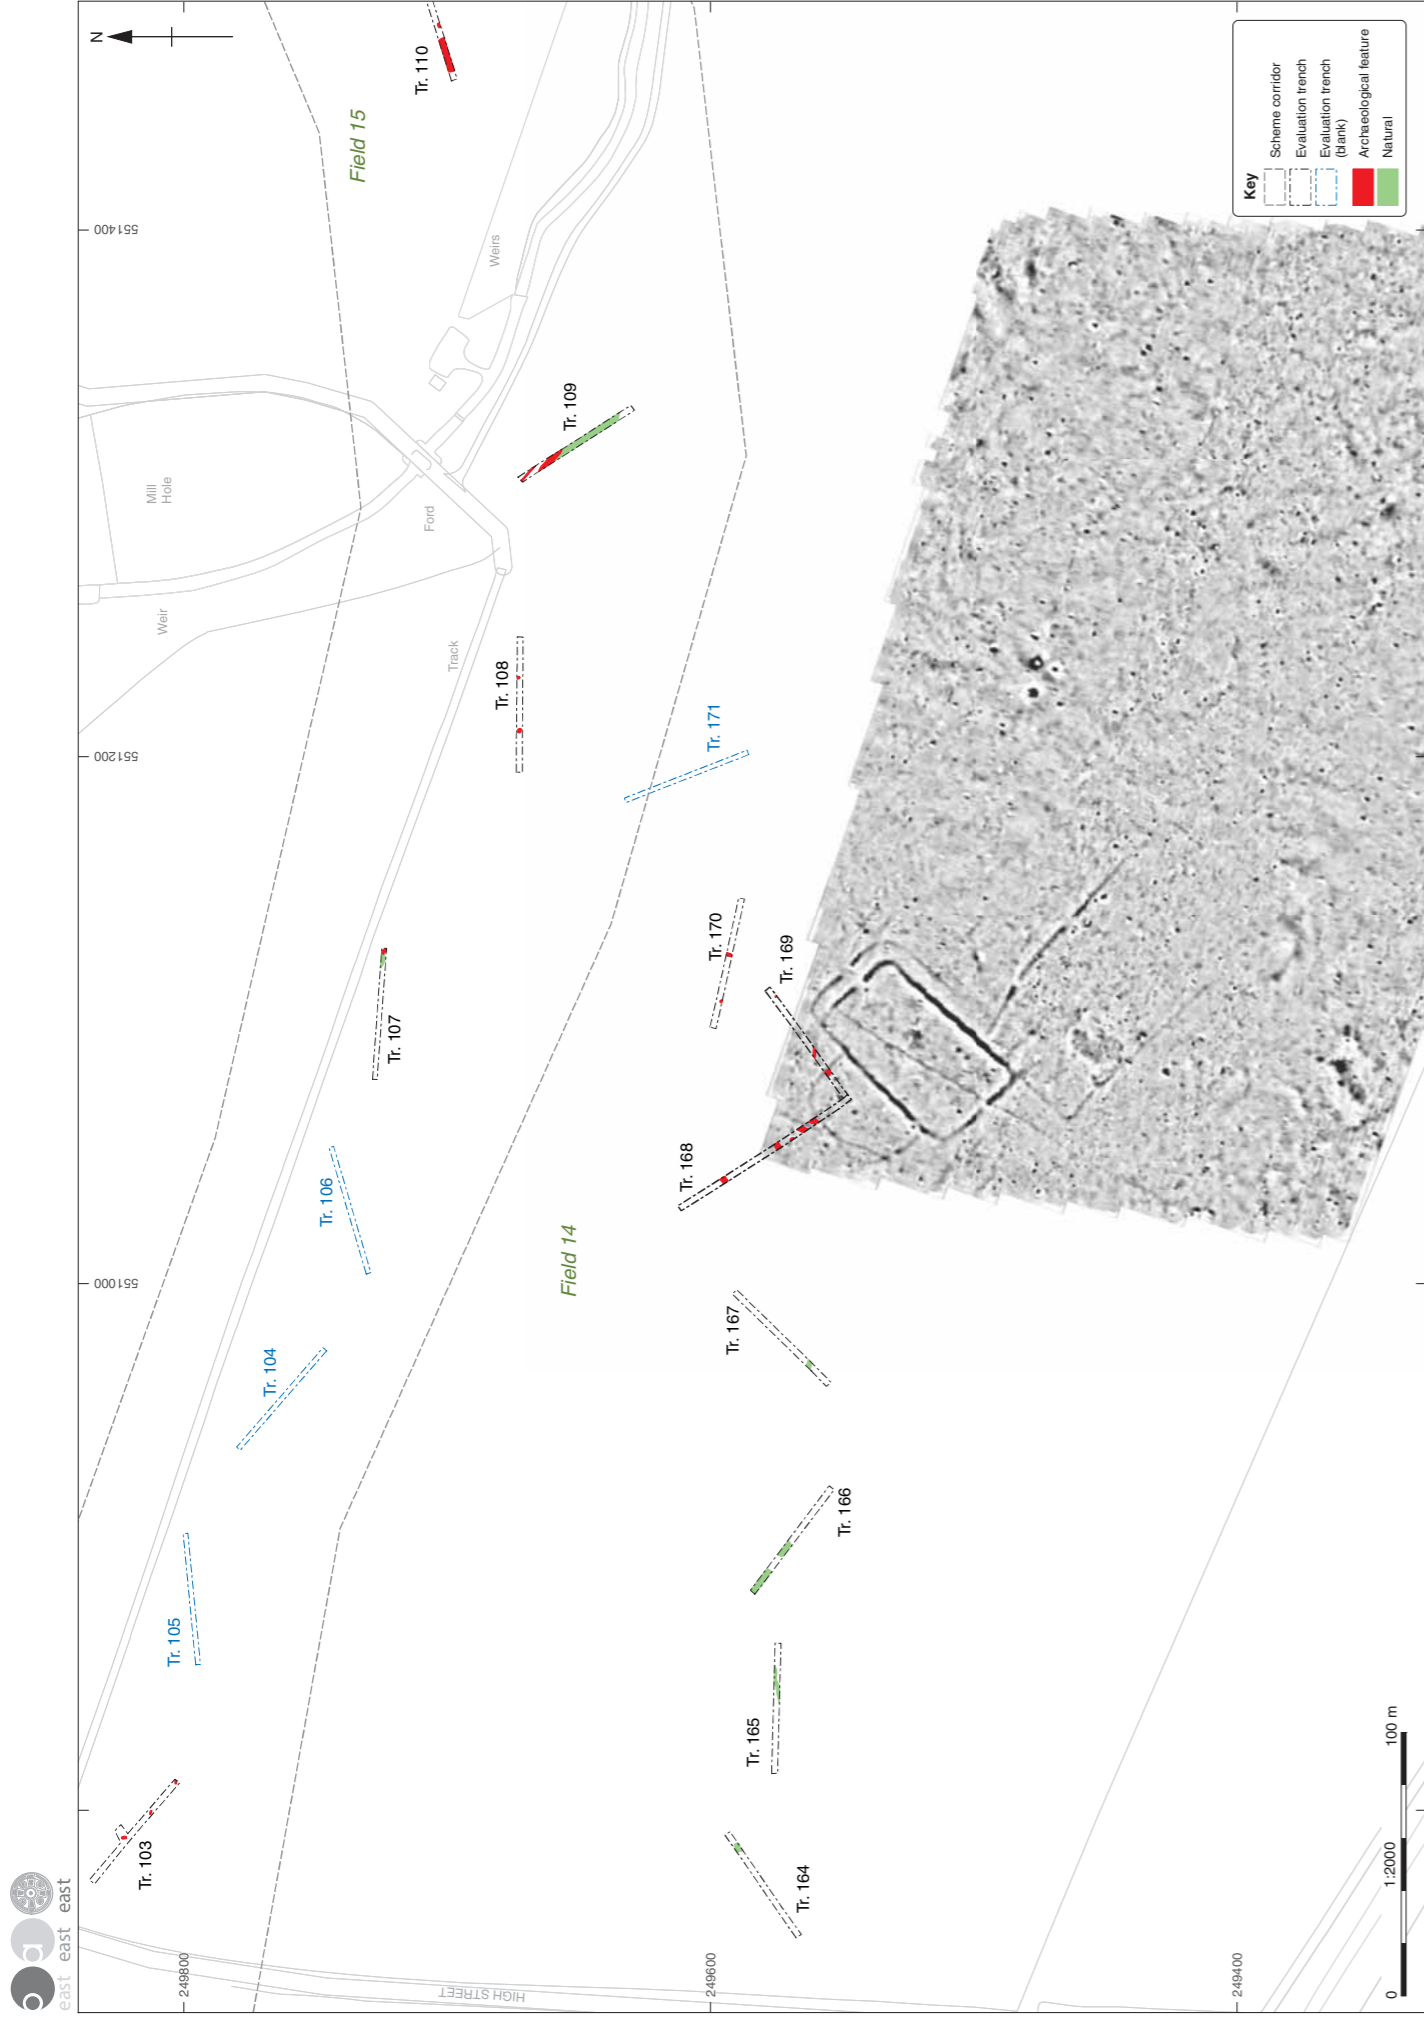 east east east
N
551400
551200
551000
249800
249600
249400
Field 15
Tr. 110
Weirs
Mill
Hole
Weir
Ford
Track
Tr. 109
Tr. 108
Tr. 171
Tr. 107
Tr. 170
Tr. 169
Tr. 168
Tr. 106
Field 14
Tr. 104
Tr. 167
Tr. 105
Tr. 166
Tr. 165
Tr. 103
Tr. 164
HIGH STREET
Key
Scheme corridor
Evaluation trench
Evaluation trench
(blank)
Archaeological feature
Natural
0
1:2000
100 m